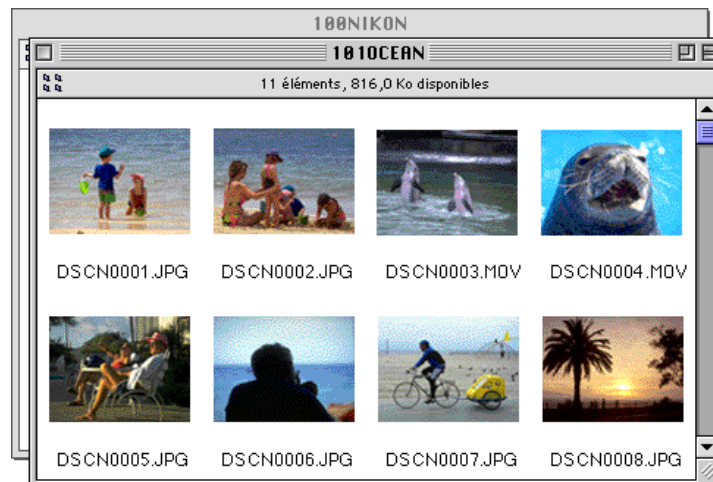 100NIKON
101OCEAN
11 éléments, 816,0 Ko disponibles
DSCN0001.JPG DSCN0002.JPG DSCN0003.MOV DSCN0004.MOV
DSCN0005.JPG DSCN0006.JPG DSCN0007.JPG DSCN0008.JPG